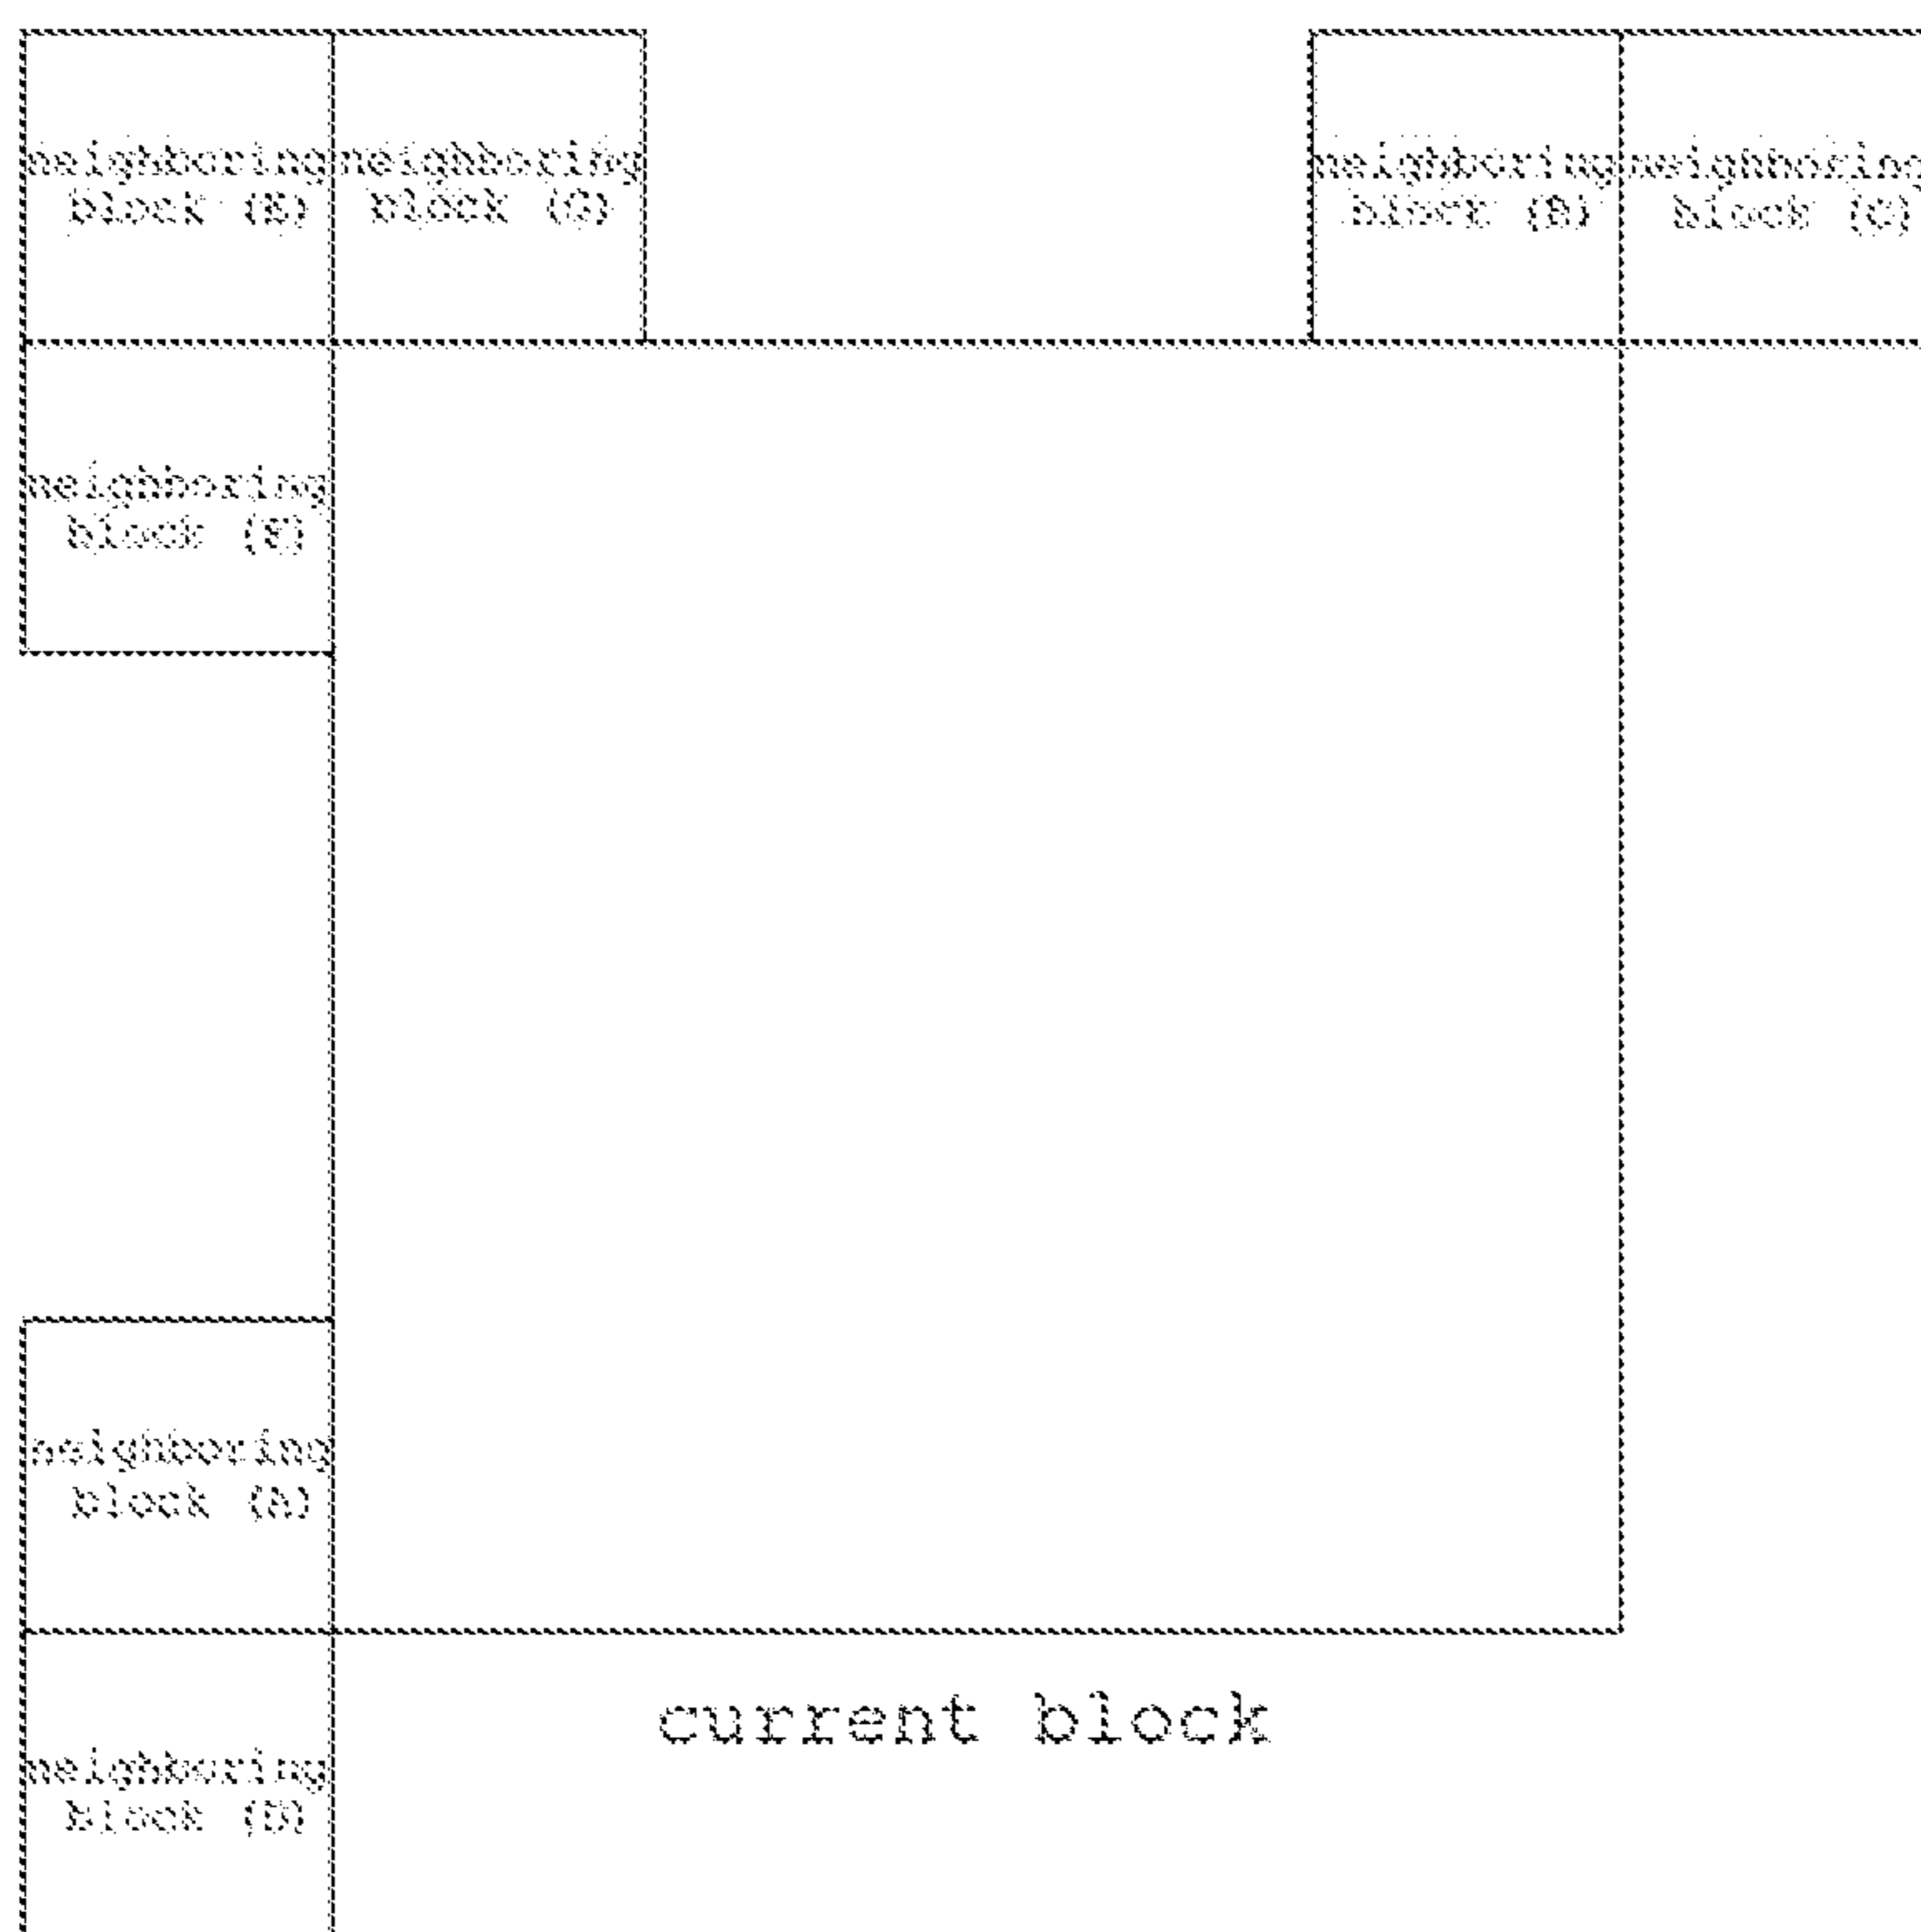 neighboring
block (E)
neighboring
block (G)
neighboring
block (B)
neighboring
block (C)
neighboring
block (F)
neighboring
block (A)
current block
neighboring
block (D)